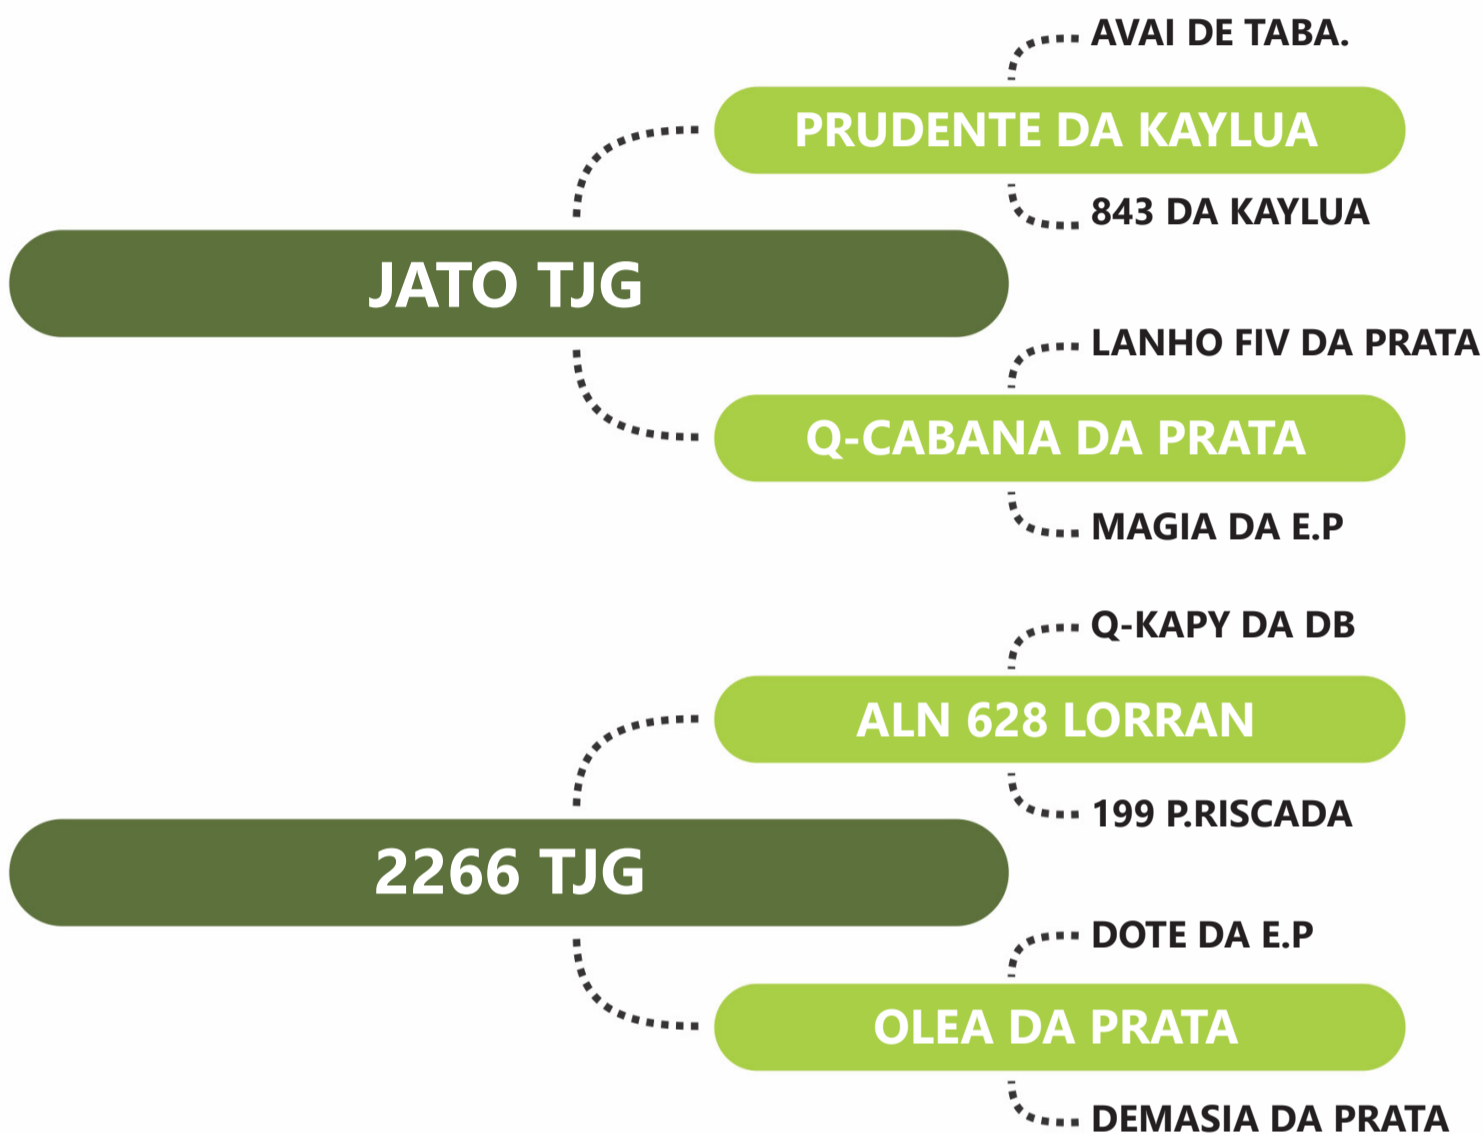 AVAI DE TABA.
PRUDENTE DA KAYLUA
843 DA KAYLUA
JATO TJG
LANHO FIV DA PRATA
Q-CABANA DA PRATA
MAGIA DA E.P
Q-KAPY DA DB
ALN 628 LORRAN
199 P.RISCADA
2266 TJG
DOTE DA E.P
OLEA DA PRATA
DEMASIA DA PRATA